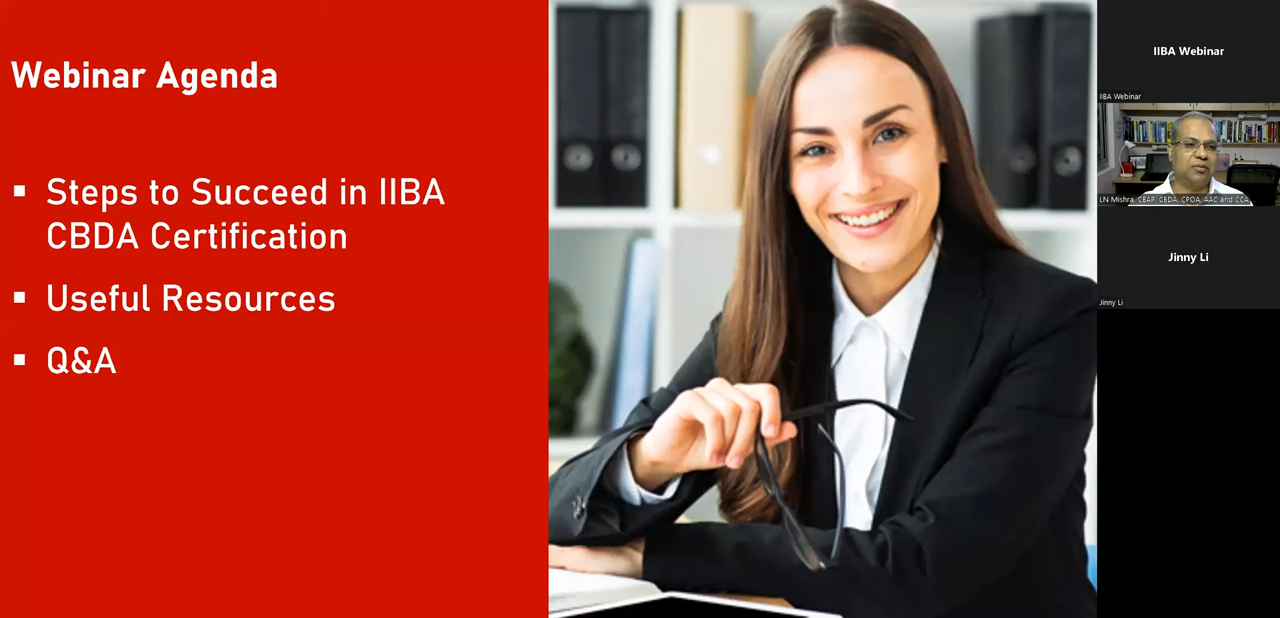 Webinar Agenda
▪ Steps to Succeed in IIBA
CBDA Certification
▪ Useful Resources
▪ Q&A
IIBA Webinar
IIBA Webinar
LN Mishra, CBAP, CBDA, CPOA, AAC and CCA
Jinny Li
Jinny Li